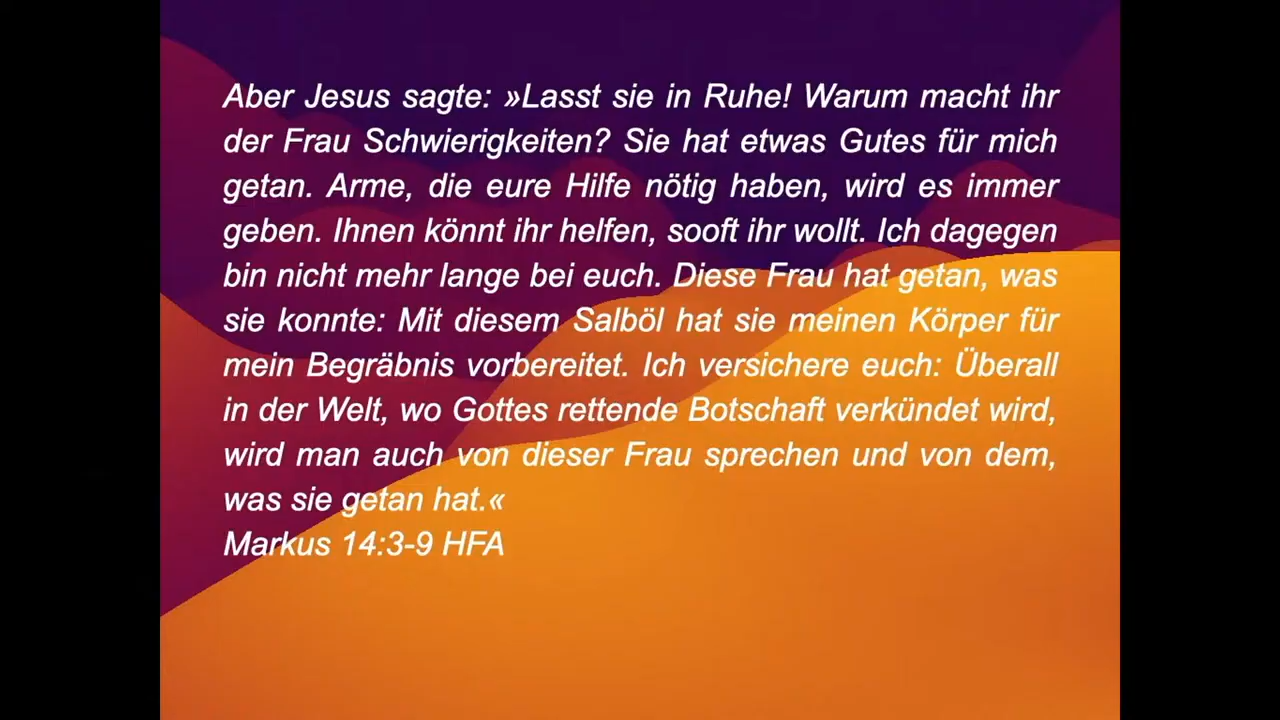 Aber Jesus sagte: »Lasst sie in Ruhe! Warum macht ihr
der Frau Schwierigkeiten? Sie hat etwas Gutes für mich
getan. Arme, die eure Hilfe nötig haben, wird es immer
geben. Ihnen könnt ihr helfen, sooft ihr wollt. Ich dagegen
bin nicht mehr lange bei euch. Diese Frau hat getan, was
sie konnte: Mit diesem Salböl hat sie meinen Körper für
mein Begräbnis vorbereitet. Ich versichere euch: Überall
in der Welt, wo Gottes rettende Botschaft verkündet wird,
wird man auch von dieser Frau sprechen und von dem,
was sie getan hat.«
Markus 14:3-9 HFA